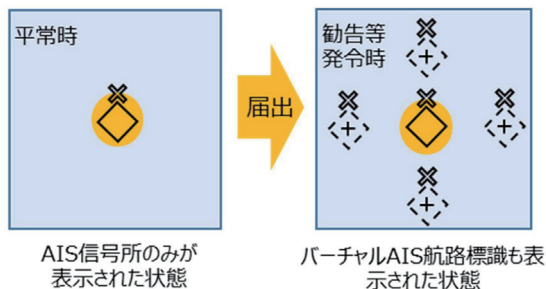 平常時
届出
勧告等
発令時
AIS信号所のみが
表示された状態
バーチャルAIS航路標識も表
示された状態